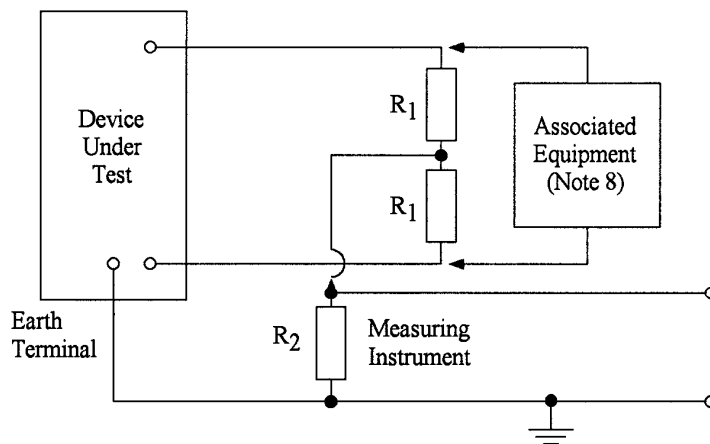 Device
Under
Test
R1
Associated
Equipment
(Note 8)
R1
Earth
Terminal
R2
Measuring
Instrument